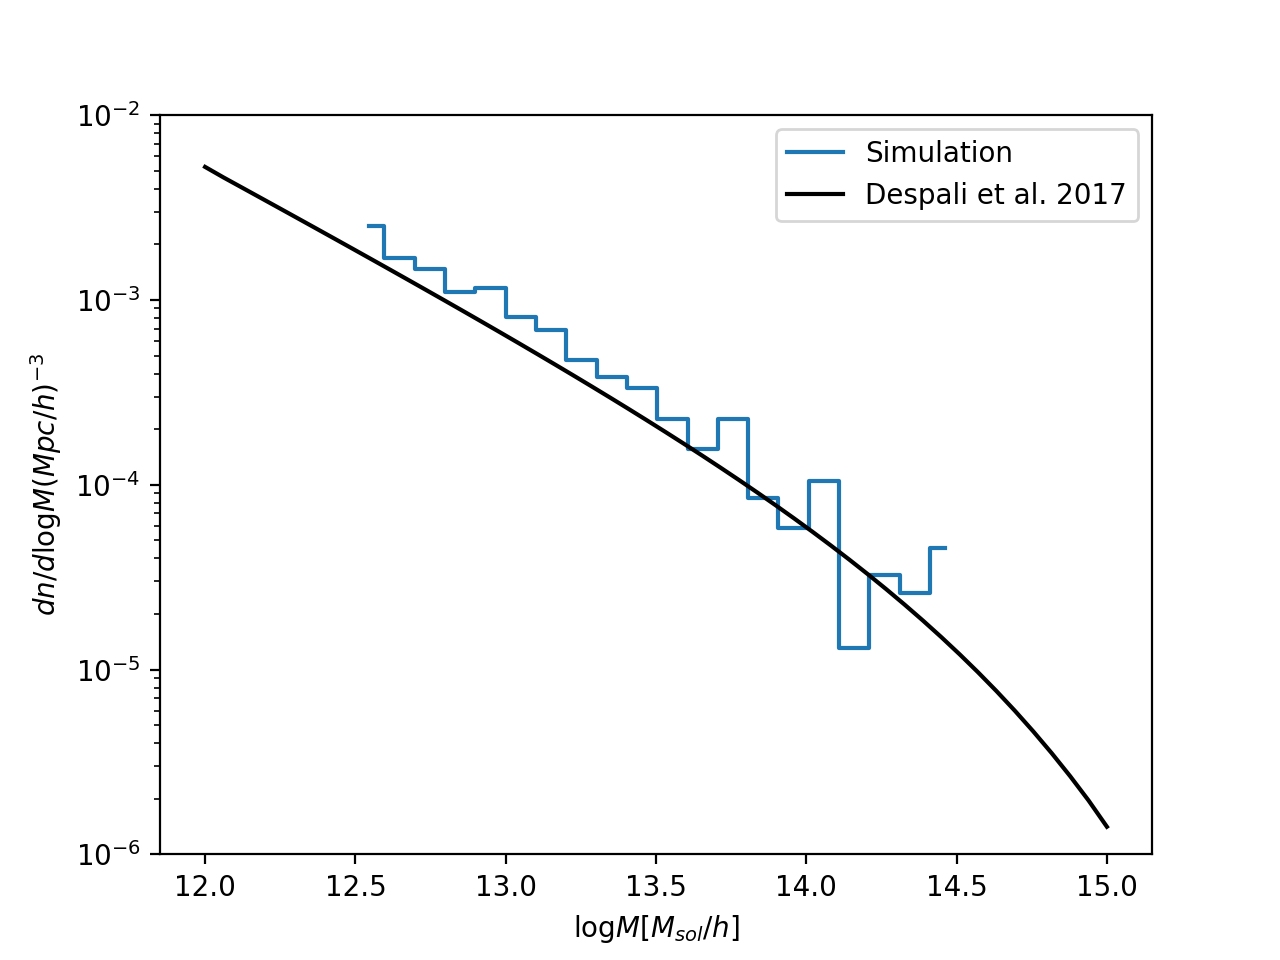 10⁻²
10⁻³
10⁻⁴
10⁻⁵
10⁻⁶
dn/dlogM(Mpc/h)⁻³
Simulation
Despali et al. 2017
12.0 12.5 13.0 13.5 14.0 14.5 15.0
logM[M_sol/h]